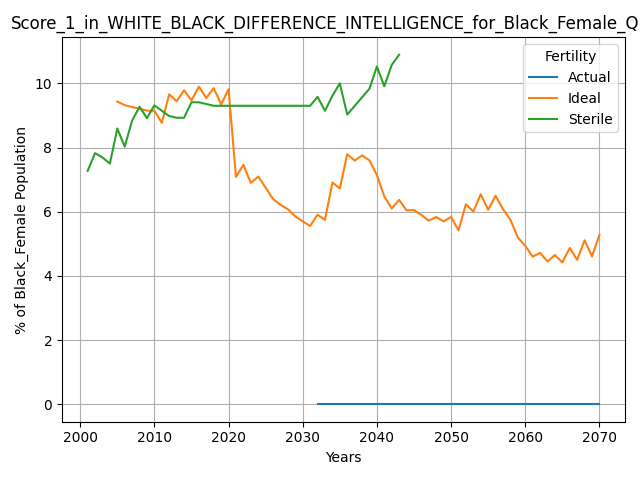 Score_1_in_WHITE_BLACK_DIFFERENCE_INTELLIGENCE_for_Black_Female_Q
Fertility
Actual
Ideal
Sterile
% of Black_Female Population
10
8
6
4
2
0
2000 2010 2020 2030 2040 2050 2060 2070
Years